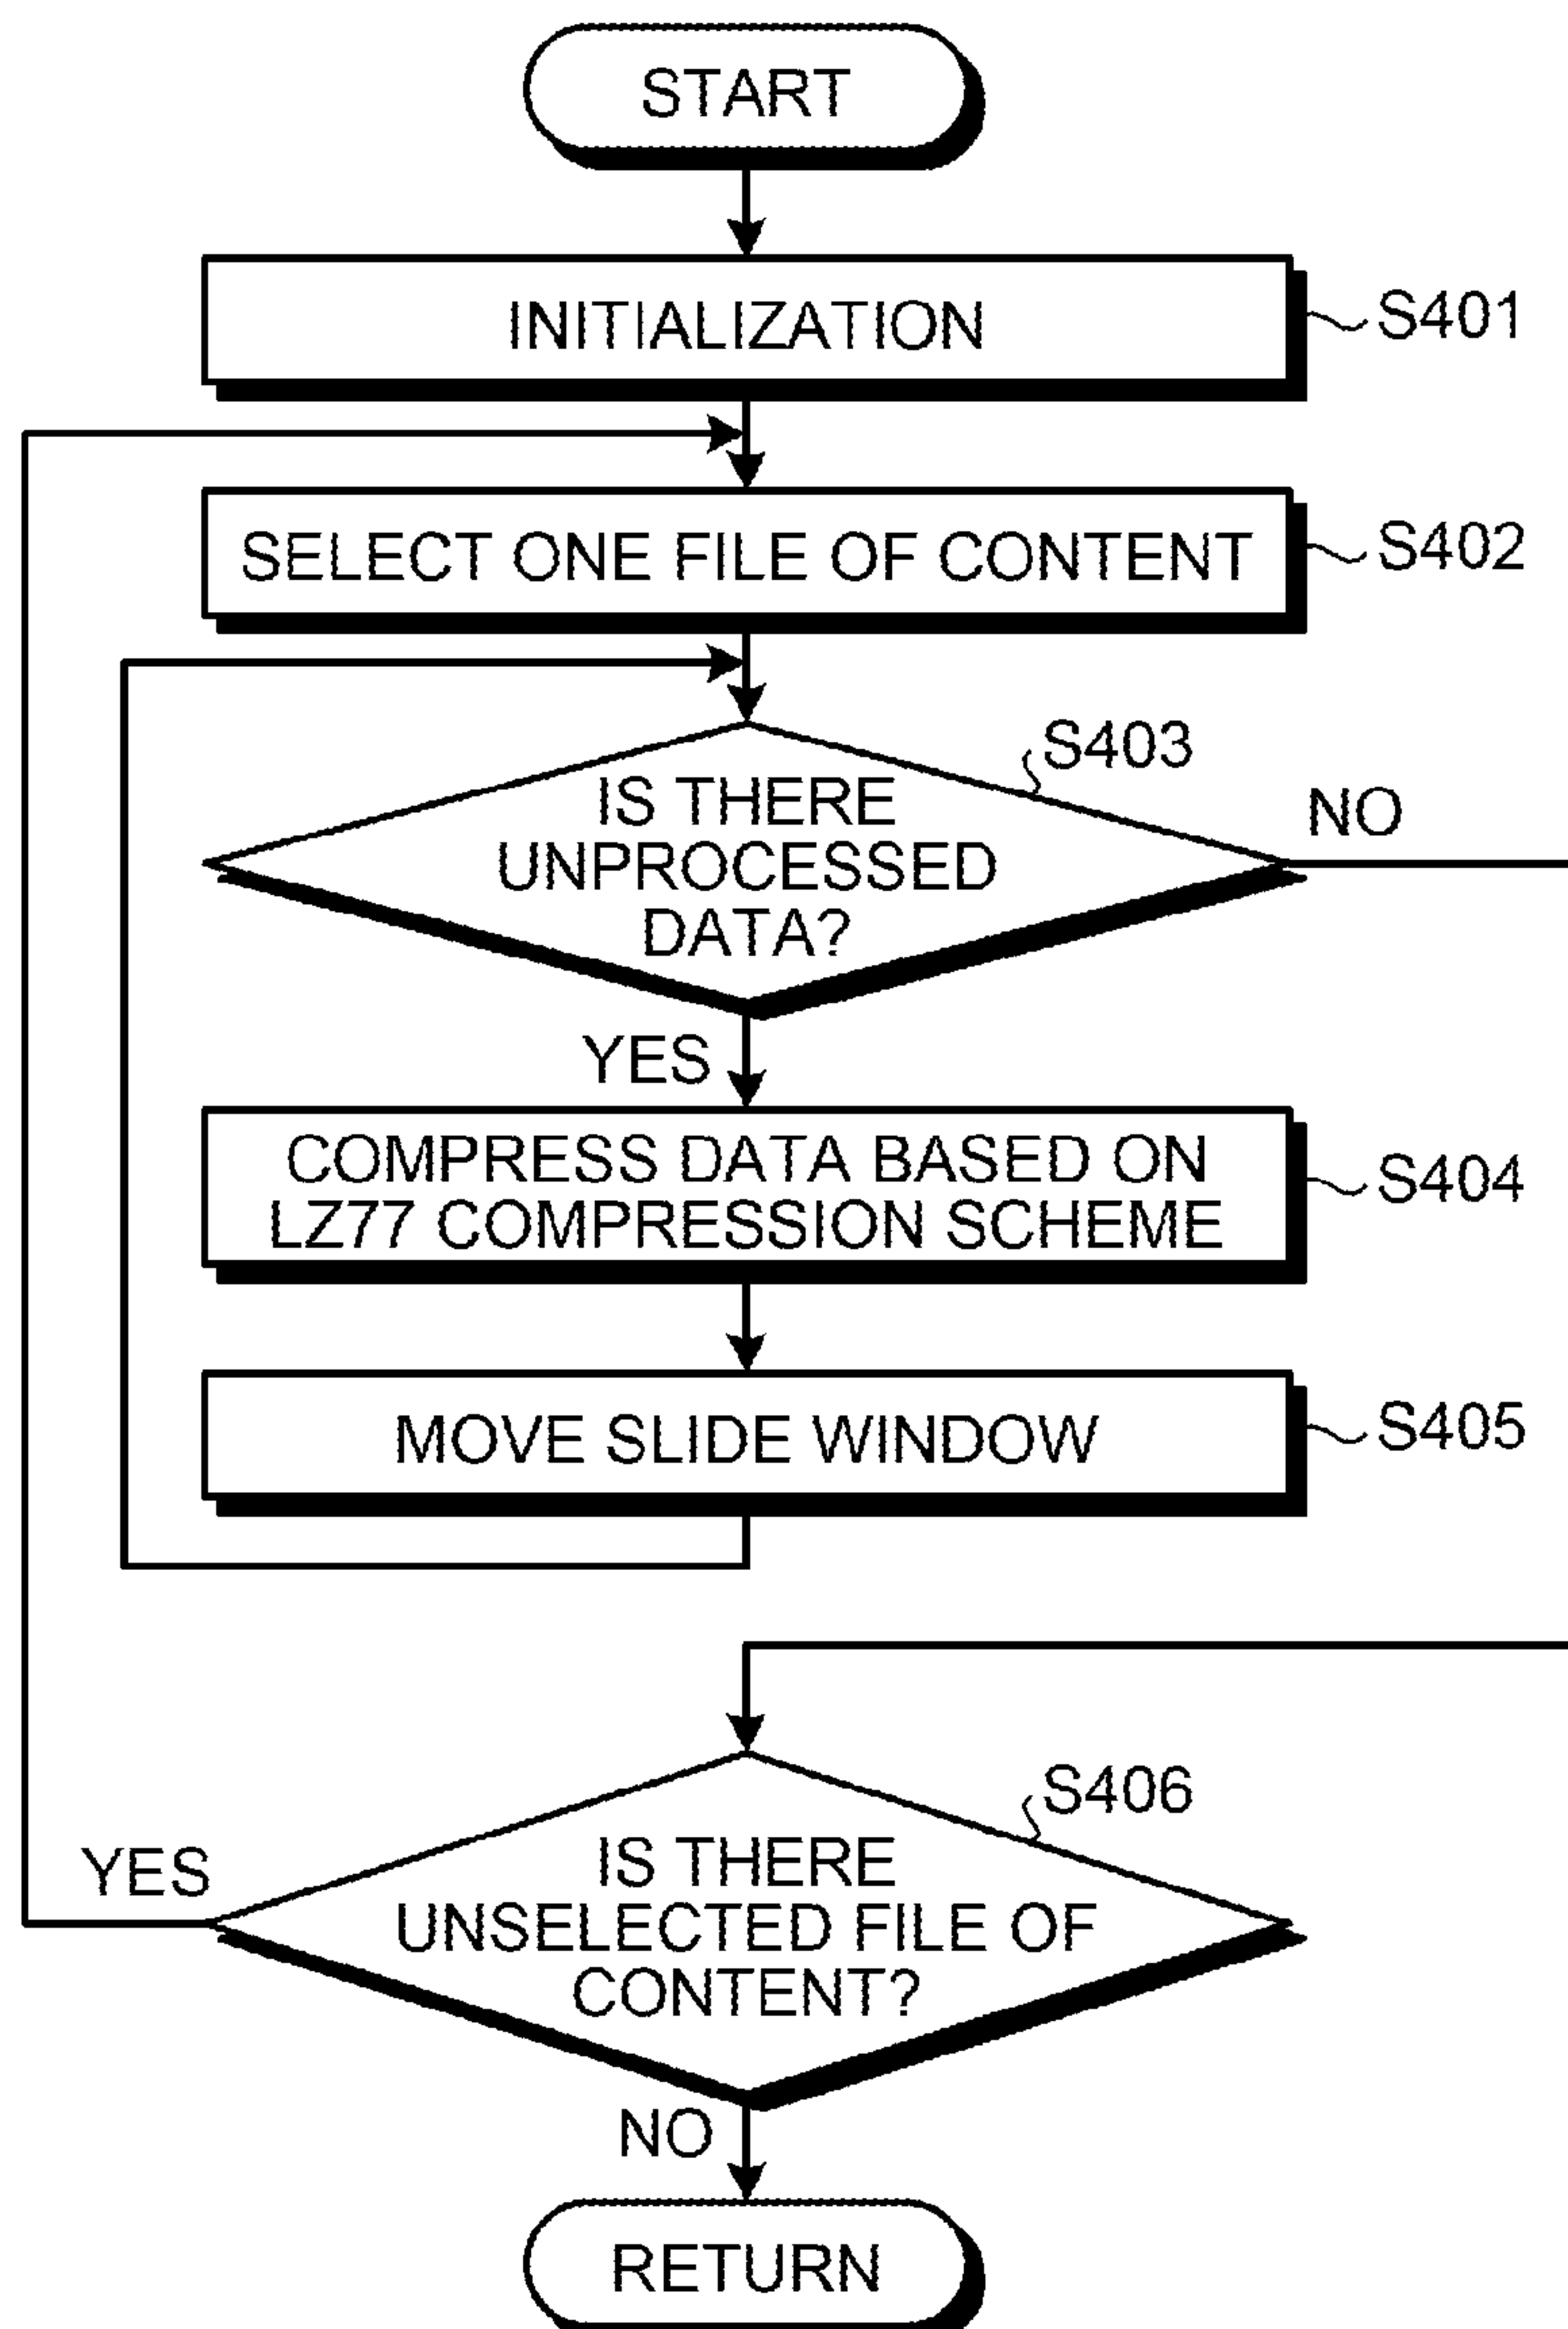 START
INITIALIZATION
S401
SELECT ONE FILE OF CONTENT
S402
S403
IS THERE
UNPROCESSED
DATA?
NO
YES
COMPRESS DATA BASED ON
LZ77 COMPRESSION SCHEME
S404
MOVE SLIDE WINDOW
S405
S406
IS THERE
UNSELECTED FILE OF
CONTENT?
YES
NO
RETURN